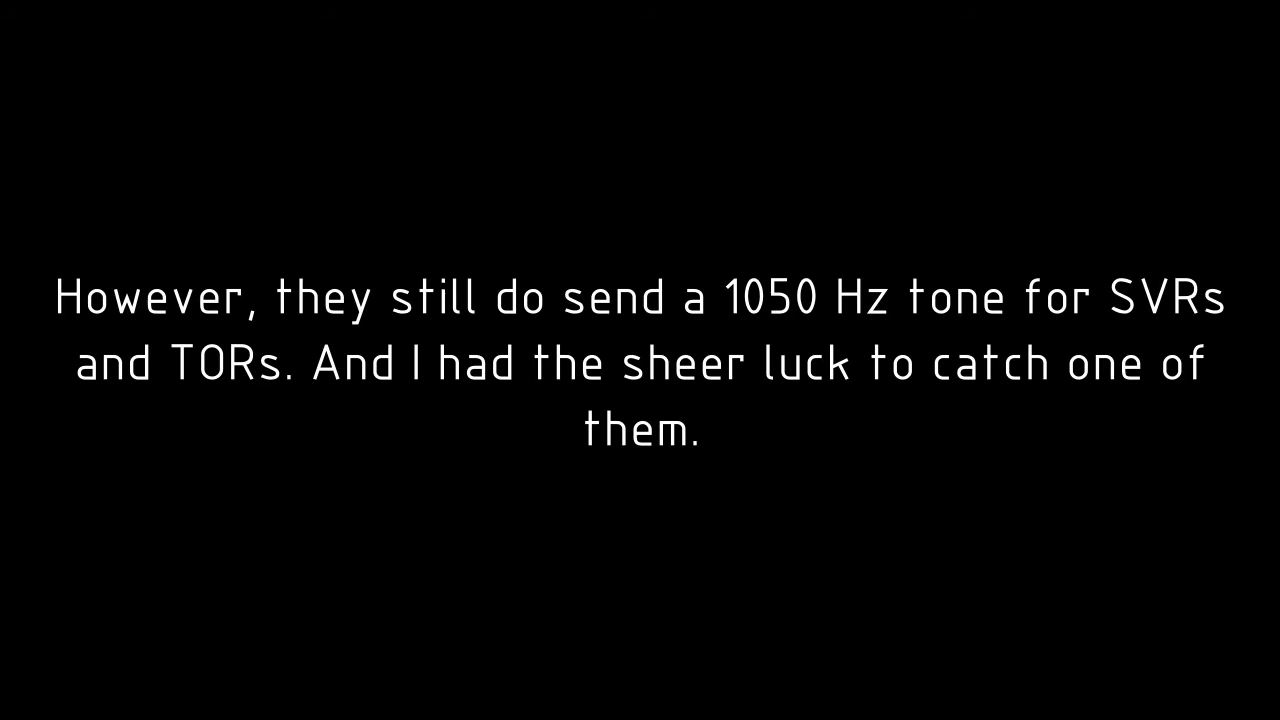 However, they still do send a 1050 Hz tone for SVRs
and TORs. And I had the sheer luck to catch one of
them.